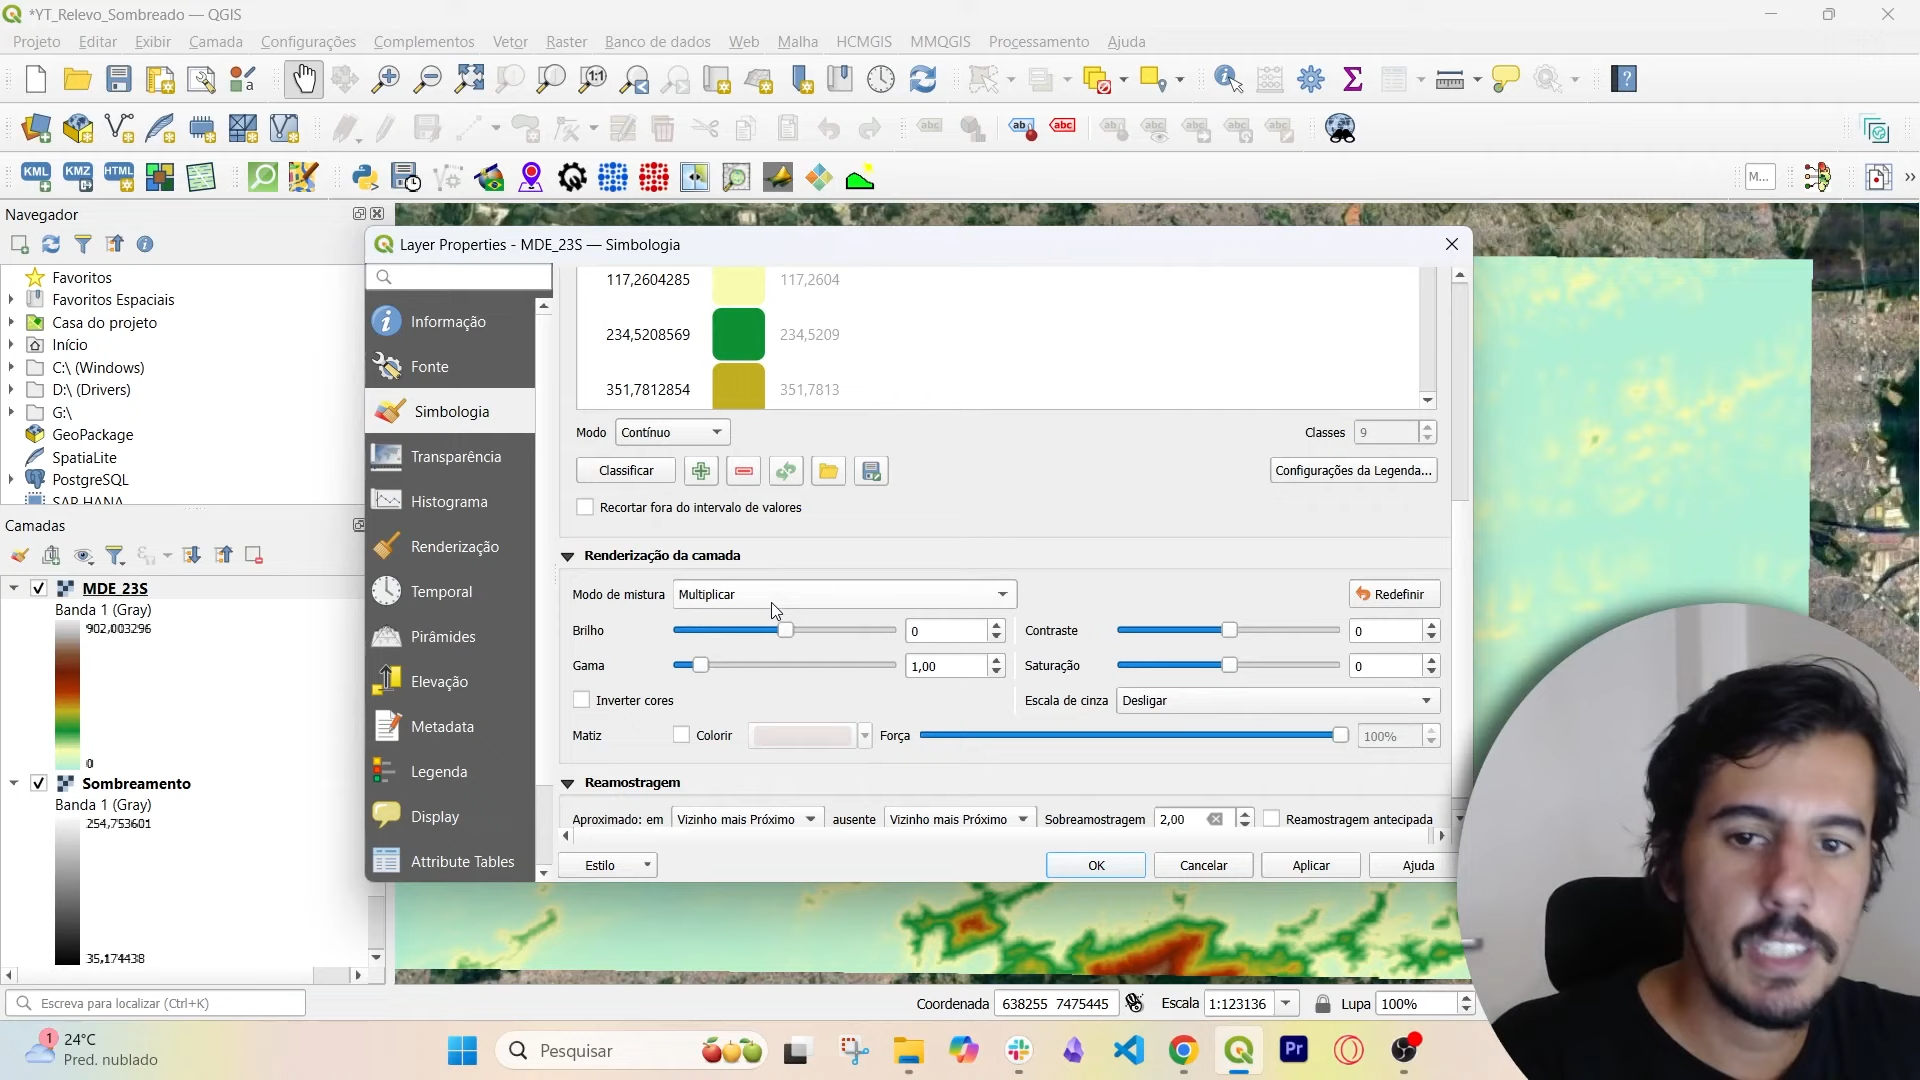 *YT_Relevo_Sombreado — QGIS
Projeto Editar Exibir Camada Configurações Complementos Vetor Raster Banco de dados Web Malha HCMGIS MMQGIS Processamento Ajuda
KML KMZ HTML M...
Navegador
Favoritos
Favoritos Espaciais
Casa do projeto
Início
C:\ (Windows)
D:\ (Drivers)
G:\
GeoPackage
SpatiaLite
PostgreSQL
SAP HANA
Camadas
MDE_23S
Banda 1 (Gray)
902,003296
0
Sombreamento
Banda 1 (Gray)
254,753601
35,174438
Layer Properties - MDE_23S — Simbologia
Informação
Fonte
Simbologia
Transparência
Histograma
Renderização
Temporal
Pirâmides
Elevação
Metadata
Legenda
Display
Attribute Tables
117,2604285 117,2604
234,5208569 234,5209
351,7812854 351,7813
Modo Contínuo Classes 9
Classificar Configurações da Legenda...
Recortar fora do intervalo de valores
Renderização da camada
Modo de mistura Multiplicar Redefinir
Brilho 0 Contraste 0
Gama 1,00 Saturação 0
Inverter cores Escala de cinza Desligar
Matiz Colorir Força 100%
Reamostragem
Aproximado: em Vizinho mais Próximo ausente Vizinho mais Próximo Sobreamostragem 2,00 Reamostragem antecipada
Estilo OK Cancelar Aplicar Ajuda
Escreva para localizar (Ctrl+K) Coordenada 638255 7475445 Escala 1:123136 Lupa 100%
1 24°C
Pred. nublado
Pesquisar
Pr